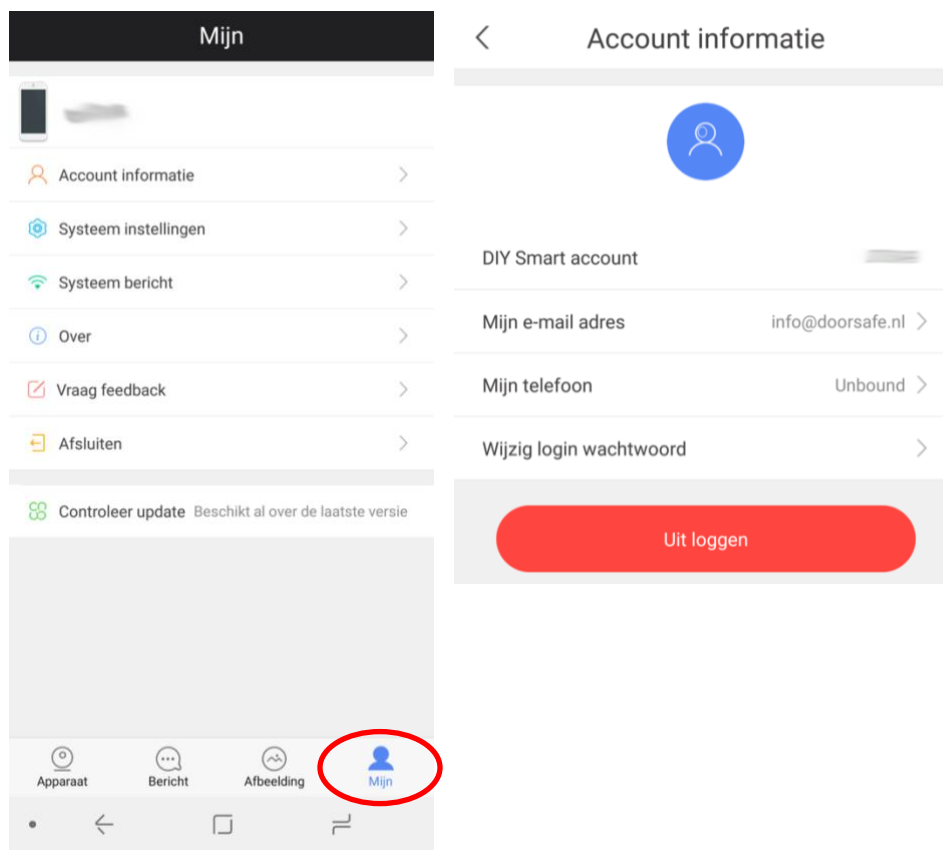 Mijn
Account informatie
Systeem instellingen
Systeem bericht
Over
Vraag feedback
Afsluiten
Controleer update Beschikt al over de laatste versie
Apparaat Bericht Afbeelding Mijn
Account informatie
DIY Smart account
Mijn e-mail adres info@doorsafe.nl
Mijn telefoon Unbound
Wijzig login wachtwoord
Uit loggen